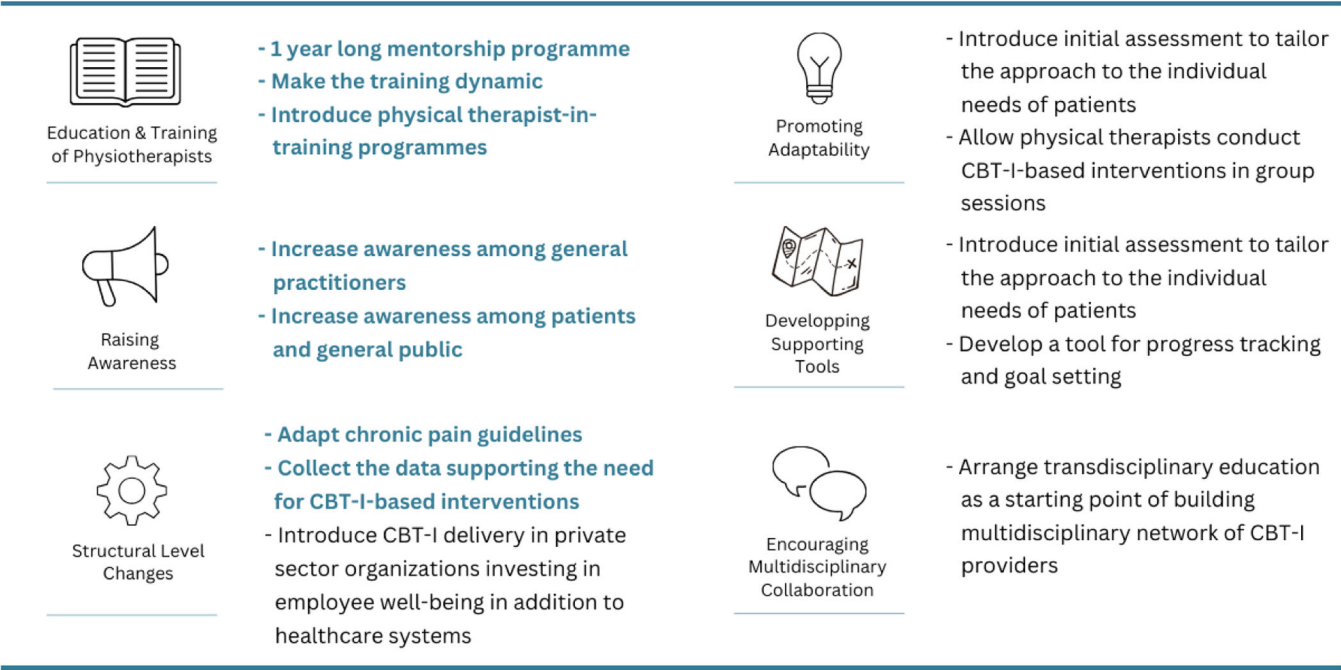 Education & Training
of Physiotherapists
- 1 year long mentorship programme
- Make the training dynamic
- Introduce physical therapist-in-
training programmes
Raising
Awareness
- Increase awareness among general
practitioners
- Increase awareness among patients
and general public
Structural Level
Changes
- Adapt chronic pain guidelines
- Collect the data supporting the need
for CBT-I-based interventions
- Introduce CBT-I delivery in private
sector organizations investing in
employee well-being in addition to
healthcare systems
Promoting
Adaptability
- Introduce initial assessment to tailor
the approach to the individual
needs of patients
- Allow physical therapists conduct
CBT-I-based interventions in group
sessions
Developping
Supporting
Tools
- Introduce initial assessment to tailor
the approach to the individual
needs of patients
- Develop a tool for progress tracking
and goal setting
Encouraging
Multidisciplinary
Collaboration
- Arrange transdisciplinary education
as a starting point of building
multidisciplinary network of CBT-I
providers